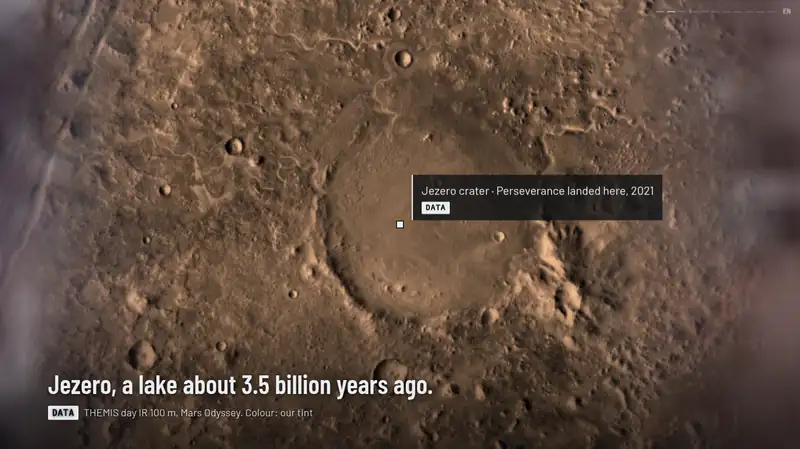 EN
Jezero crater · Perseverance landed here, 2021
DATA
Jezero, a lake about 3.5 billion years ago.
DATA THEMIS day IR 100 m, Mars Odyssey. Colour: our tint